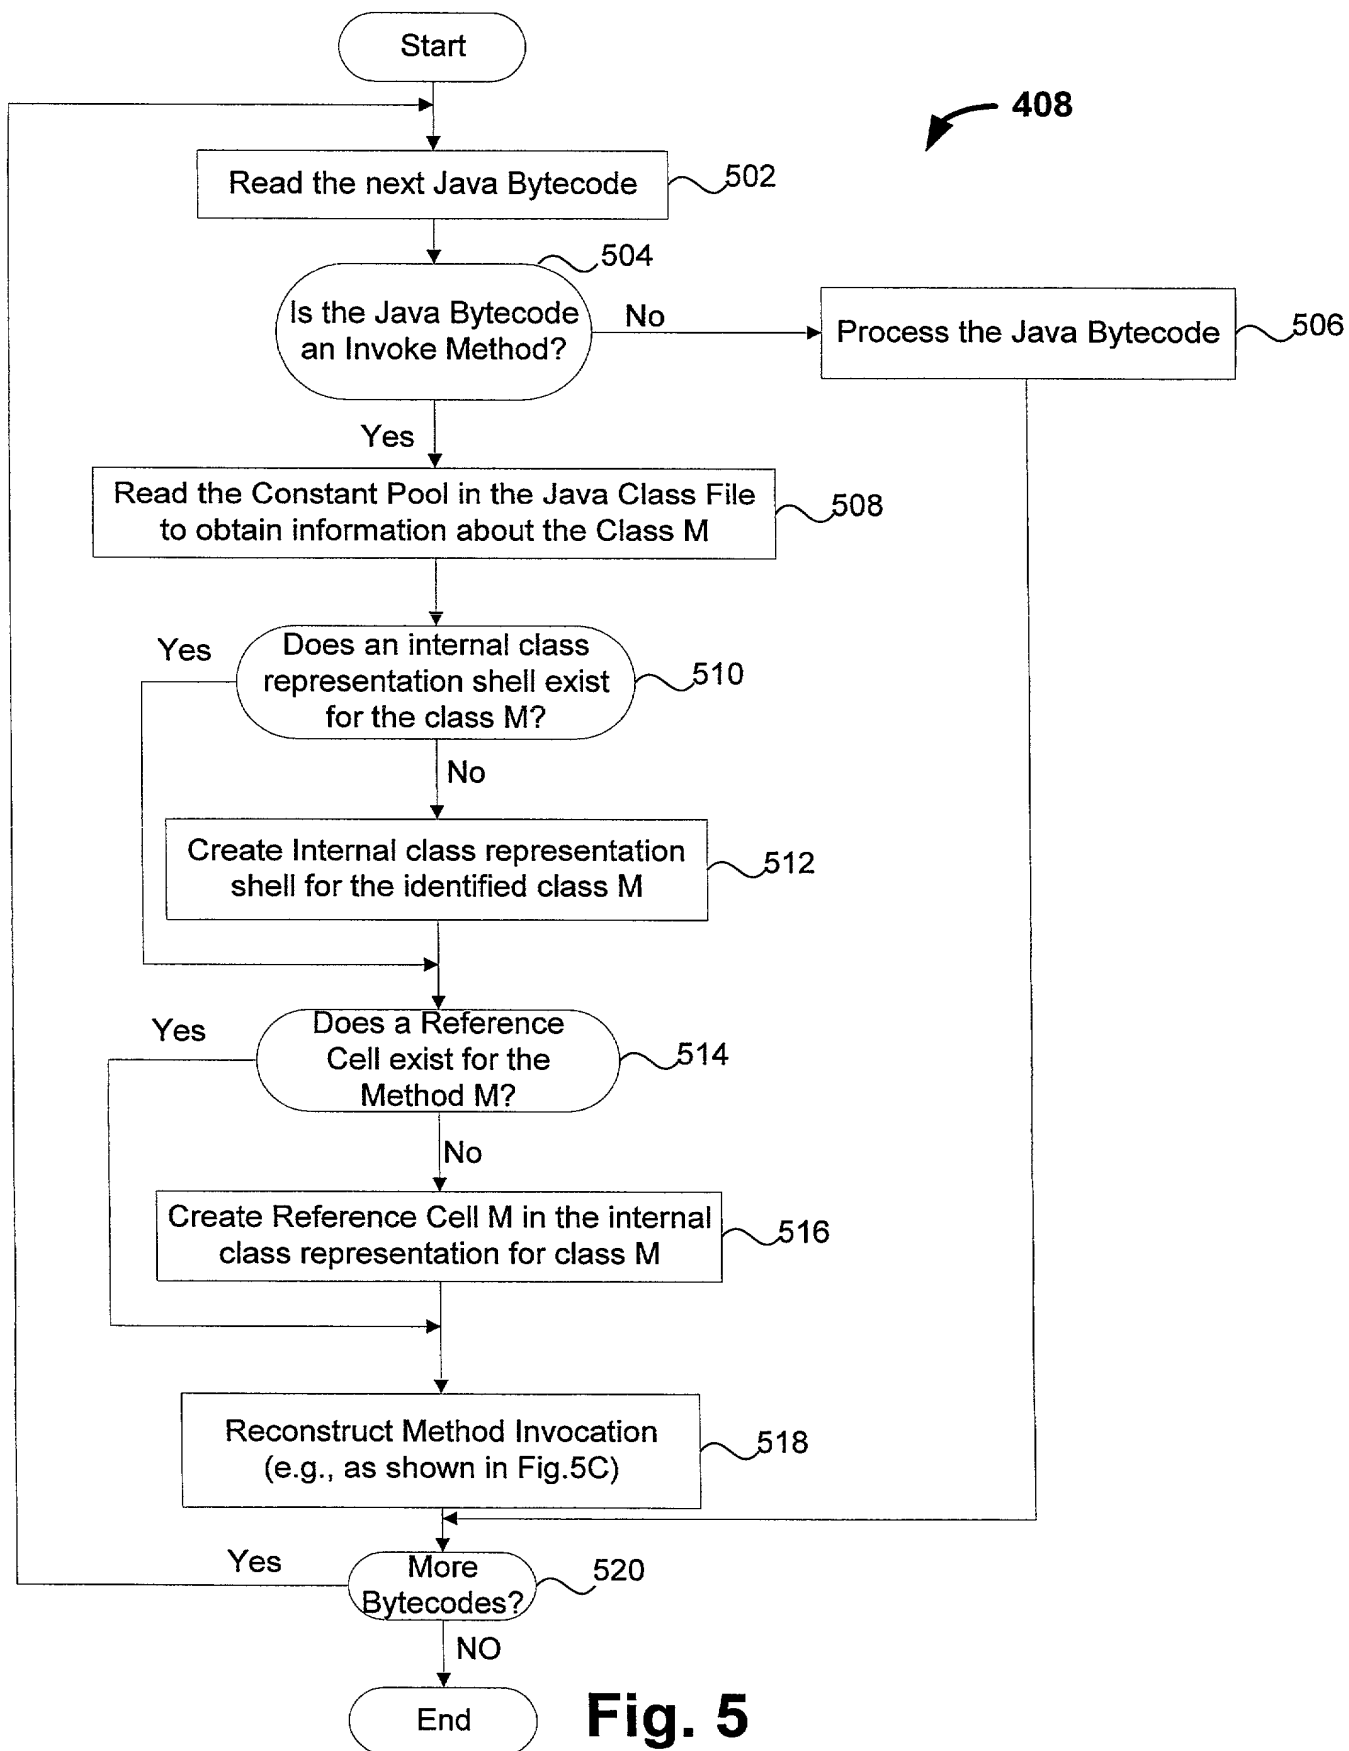 Start
408
Read the next Java Bytecode
502
504
Is the Java Bytecode
an Invoke Method?
No
Process the Java Bytecode
506
Yes
Read the Constant Pool in the Java Class File
to obtain information about the Class M
508
Yes
Does an internal class
representation shell exist
for the class M?
510
No
Create Internal class representation
shell for the identified class M
512
Yes
Does a Reference
Cell exist for the
Method M?
514
No
Create Reference Cell M in the internal
class representation for class M
516
Reconstruct Method Invocation
(e.g., as shown in Fig.5C)
518
Yes
More
Bytecodes?
520
NO
End
Fig. 5